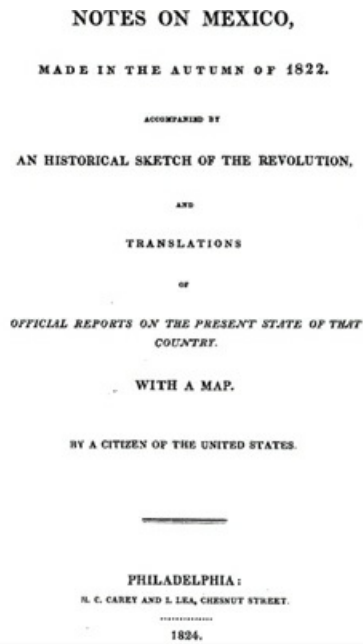 NOTES ON MEXICO,
MADE IN THE AUTUMN OF 1822.
ACCOMPANIED BY
AN HISTORICAL SKETCH OF THE REVOLUTION,
AND
TRANSLATIONS
OF
OFFICIAL REPORTS ON THE PRESENT STATE OF THAT
COUNTRY.
WITH A MAP.
BY A CITIZEN OF THE UNITED STATES.
PHILADELPHIA:
H. C. CAREY AND I. LEA, CHESNUT STREET.
1824.